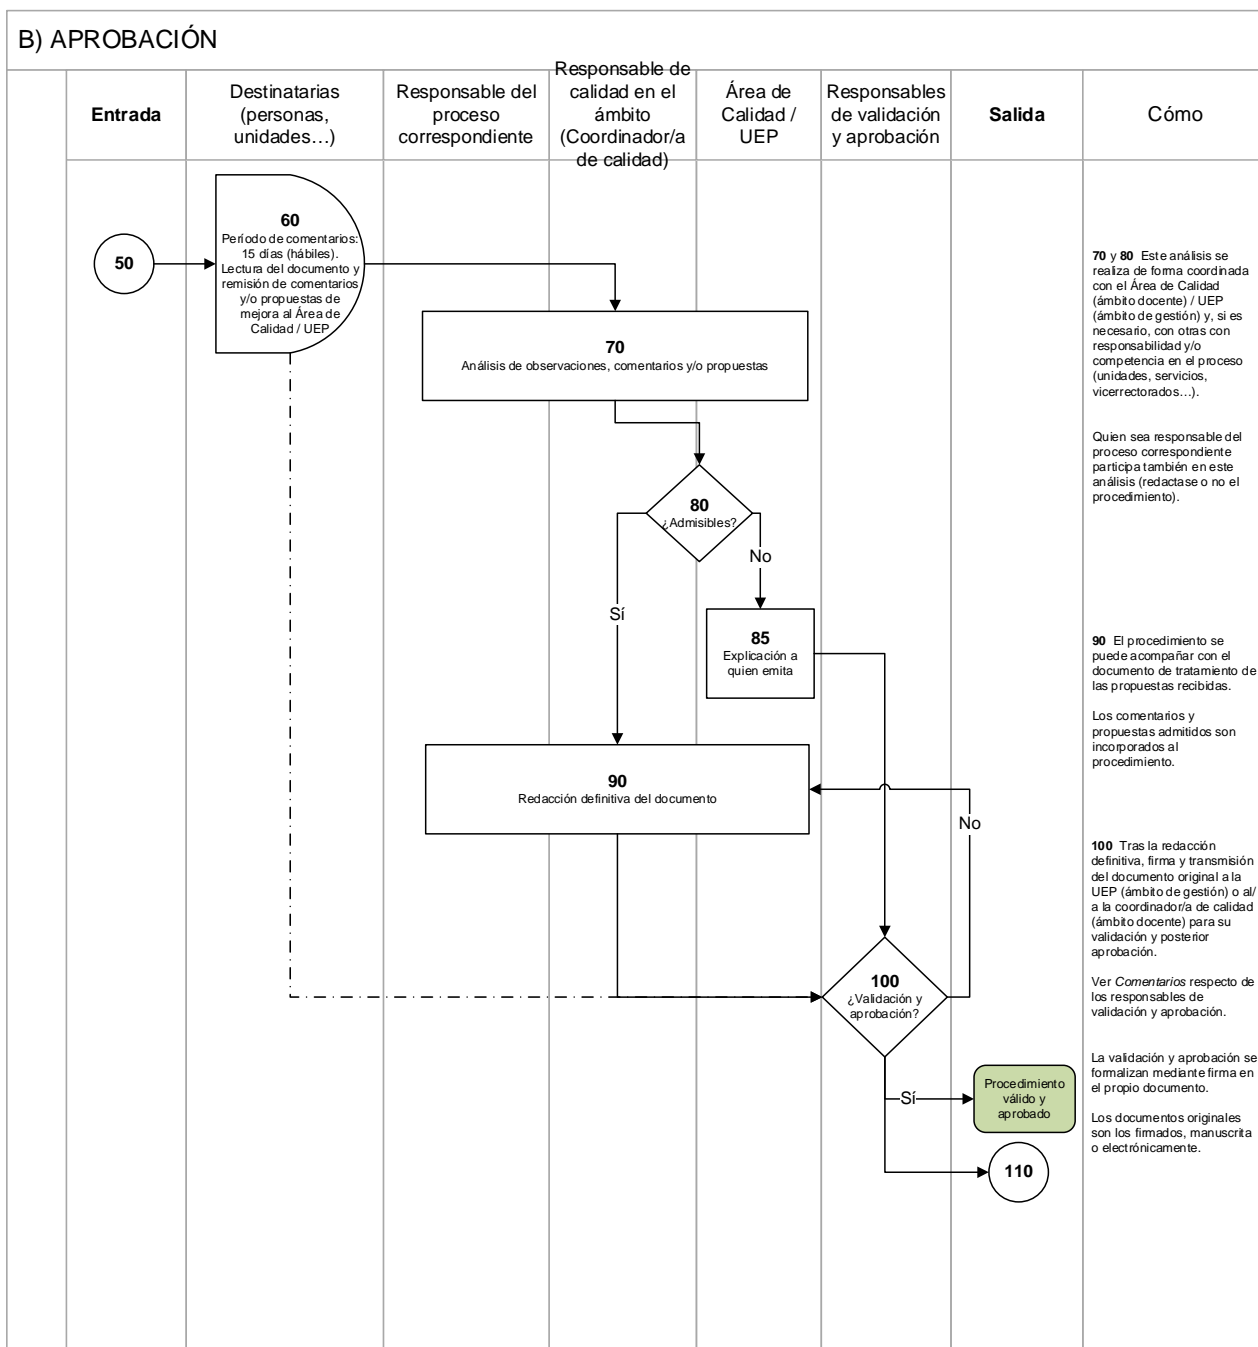 B) APROBACIÓN
Entrada
Destinatarias
(personas,
unidades…)
Responsable del
proceso
correspondiente
Responsable de
calidad en el
ámbito
(Coordinador/a
de calidad)
Área de
Calidad /
UEP
Responsables
de validación
y aprobación
Salida
Cómo
50
60
Período de comentarios:
15 días (hábiles).
Lectura del documento y
remisión de comentarios
y/o propuestas de
mejora al Área de
Calidad / UEP
70
Análisis de observaciones, comentarios y/o propuestas
80
¿Admisibles?
No
Sí
85
Explicación a
quien emita
90
Redacción definitiva del documento
No
100
¿Validación y
aprobación?
Sí
Procedimiento
válido y
aprobado
110
70 y 80 Este análisis se
realiza de forma coordinada
con el Área de Calidad
(ámbito docente) / UEP
(ámbito de gestión) y, si es
necesario, con otras con
responsabilidad y/o
competencia en el proceso
(unidades, servicios,
vicerrectorados…).
Quien sea responsable del
proceso correspondiente
participa también en este
análisis (redactase o no el
procedimiento).
90 El procedimiento se
puede acompañar con el
documento de tratamiento de
las propuestas recibidas.
Los comentarios y
propuestas admitidos son
incorporados al
procedimiento.
100 Tras la redacción
definitiva, firma y transmisión
del documento original a la
UEP (ámbito de gestión) o al/
a la coordinador/a de calidad
(ámbito docente) para su
validación y posterior
aprobación.
Ver Comentarios respecto de
los responsables de
validación y aprobación.
La validación y aprobación se
formalizan mediante firma en
el propio documento.
Los documentos originales
son los firmados, manuscrita
o electrónicamente.